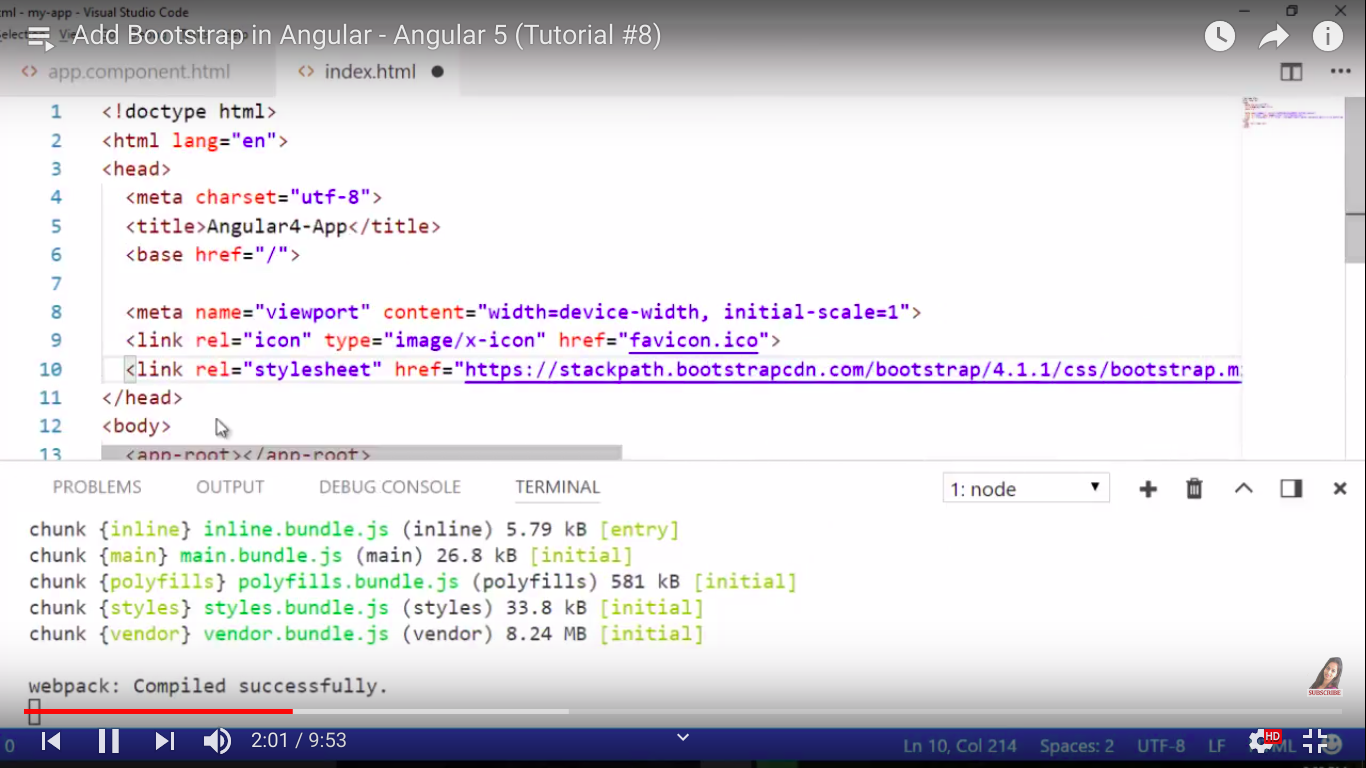 ml - my-app - Visual Studio Code
Add Bootstrap in Angular - Angular 5 (Tutorial #8)
<> app.component.html <> index.html ●
1 <!doctype html>
2 <html lang="en">
3 <head>
4 <meta charset="utf-8">
5 <title>Angular4-App</title>
6 <base href="/">
7
8 <meta name="viewport" content="width=device-width, initial-scale=1">
9 <link rel="icon" type="image/x-icon" href="favicon.ico">
10 <link rel="stylesheet" href="https://stackpath.bootstrapcdn.com/bootstrap/4.1.1/css/bootstrap.m
11 </head>
12 <body>
13 <app-root></app-root>
PROBLEMS OUTPUT DEBUG CONSOLE TERMINAL 1: node
chunk {inline} inline.bundle.js (inline) 5.79 kB [entry]
chunk {main} main.bundle.js (main) 26.8 kB [initial]
chunk {polyfills} polyfills.bundle.js (polyfills) 581 kB [initial]
chunk {styles} styles.bundle.js (styles) 33.8 kB [initial]
chunk {vendor} vendor.bundle.js (vendor) 8.24 MB [initial]
webpack: Compiled successfully.
SUBSCRIBE
2:01 / 9:53
0 Ln 10, Col 214 Spaces: 2 UTF-8 LF HD ML